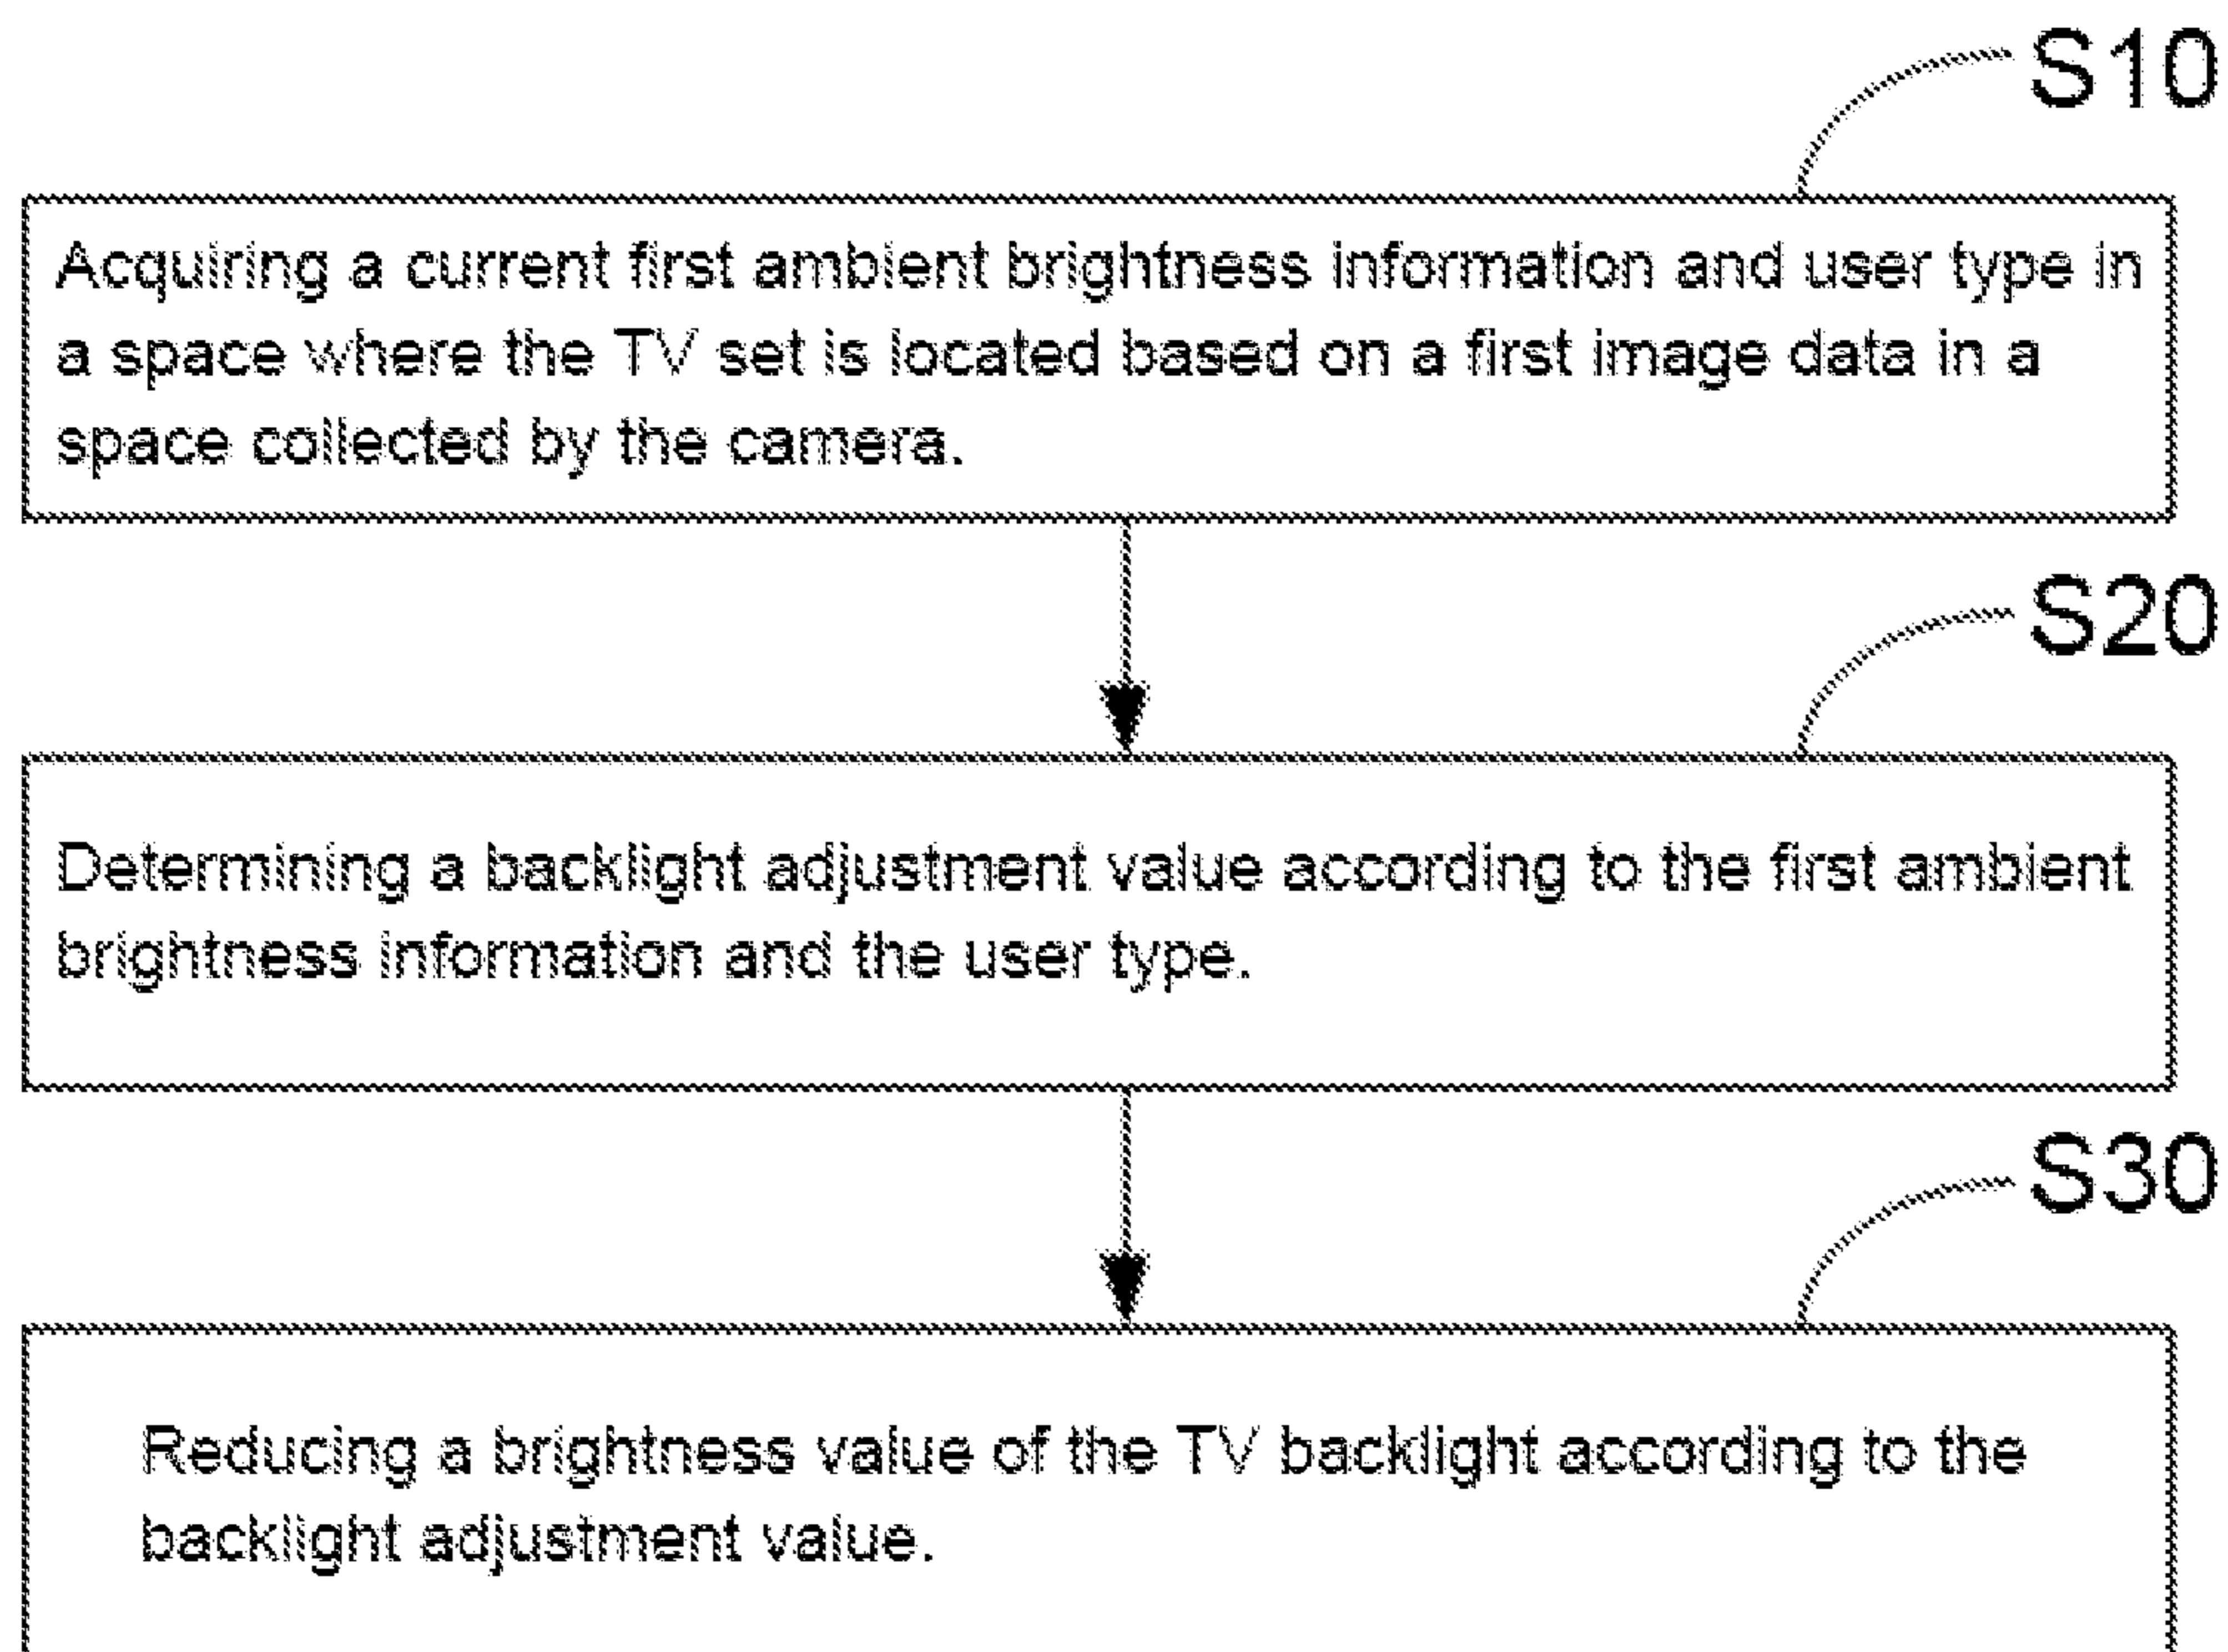 S10
Acquiring a current first ambient brightness information and user type in
a space where the TV set is located based on a first image data in a
space collected by the camera.
S20
Determining a backlight adjustment value according to the first ambient
brightness information and the user type.
S30
Reducing a brightness value of the TV backlight according to the
backlight adjustment value.